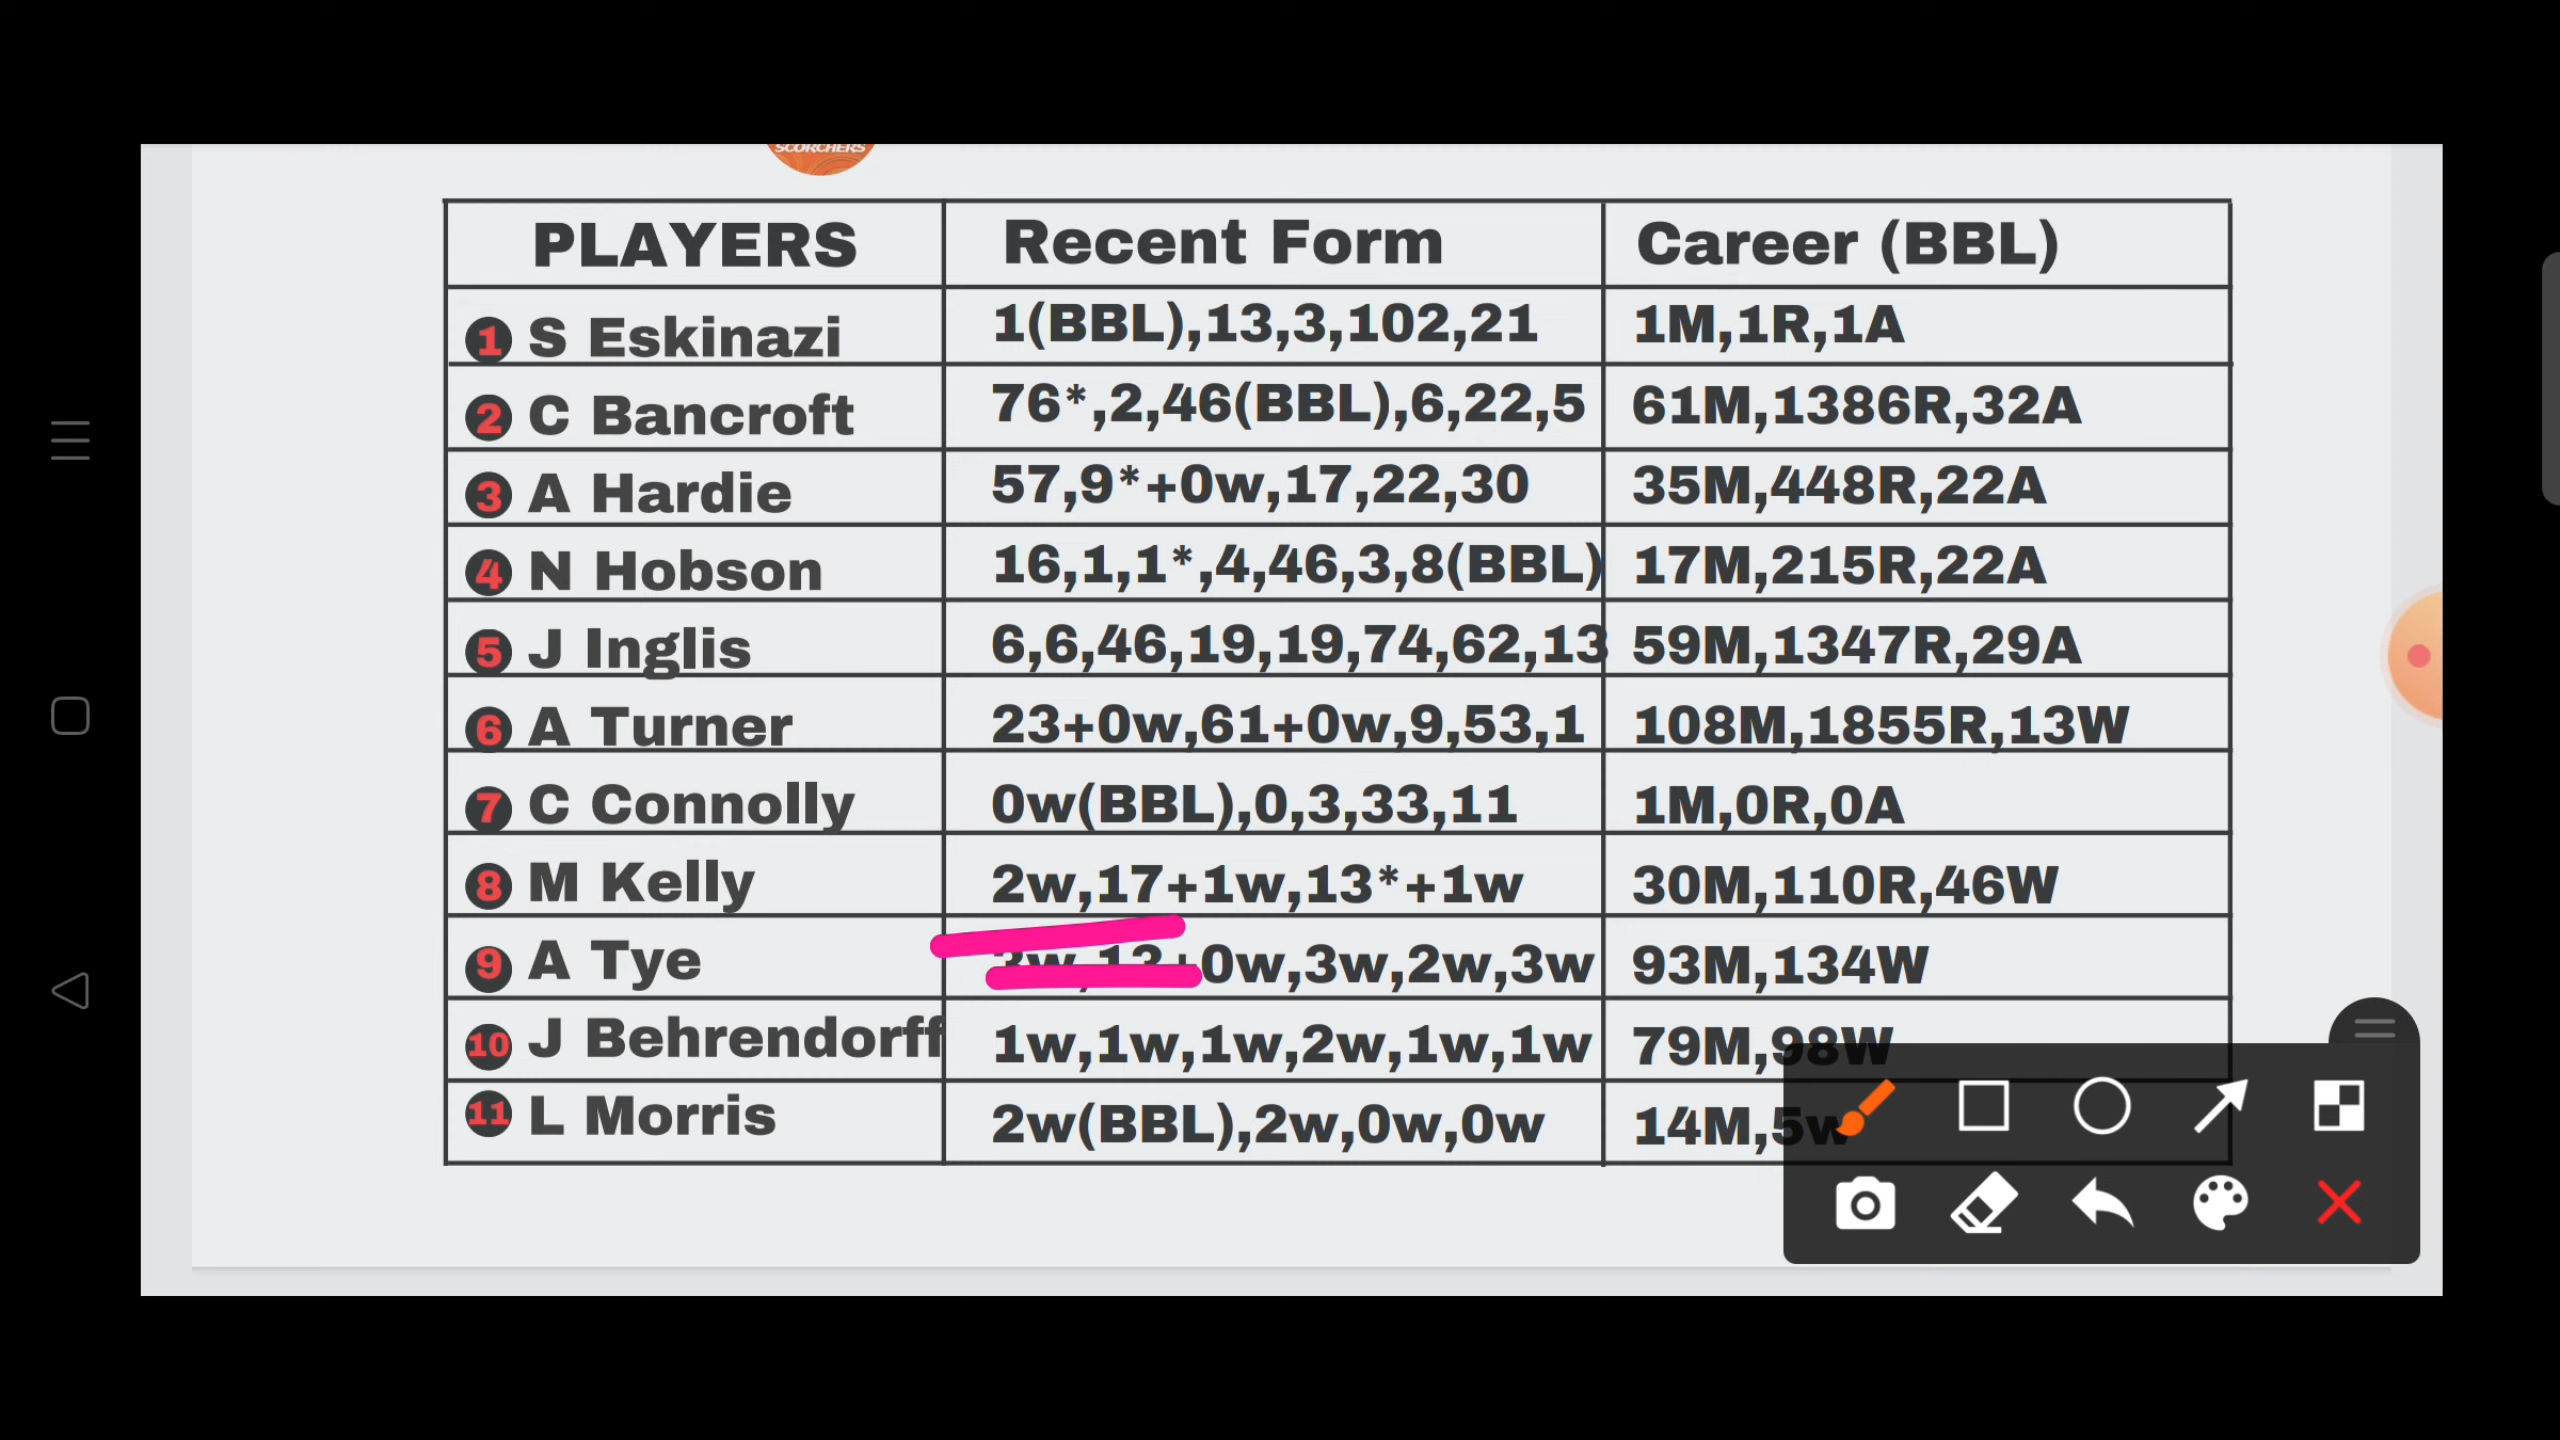 SCORCHERS
PLAYERS Recent Form Career (BBL)
1 S Eskinazi 1(BBL),13,3,102,21 1M,1R,1A
2 C Bancroft 76*,2,46(BBL),6,22,5 61M,1386R,32A
3 A Hardie 57,9*+0w,17,22,30 35M,448R,22A
4 N Hobson 16,1,1*,4,46,3,8(BBL) 17M,215R,22A
5 J Inglis 6,6,46,19,19,74,62,13 59M,1347R,29A
6 A Turner 23+0w,61+0w,9,53,1 108M,1855R,13W
7 C Connolly 0w(BBL),0,3,33,11 1M,0R,0A
8 M Kelly 2w,17+1w,13*+1w 30M,110R,46W
9 A Tye 0w,3w,2w,3w 93M,134W
10 J Behrendorff 1w,1w,1w,2w,1w,1w 79M,98W
11 L Morris 2w(BBL),2w,0w,0w 14M,5w